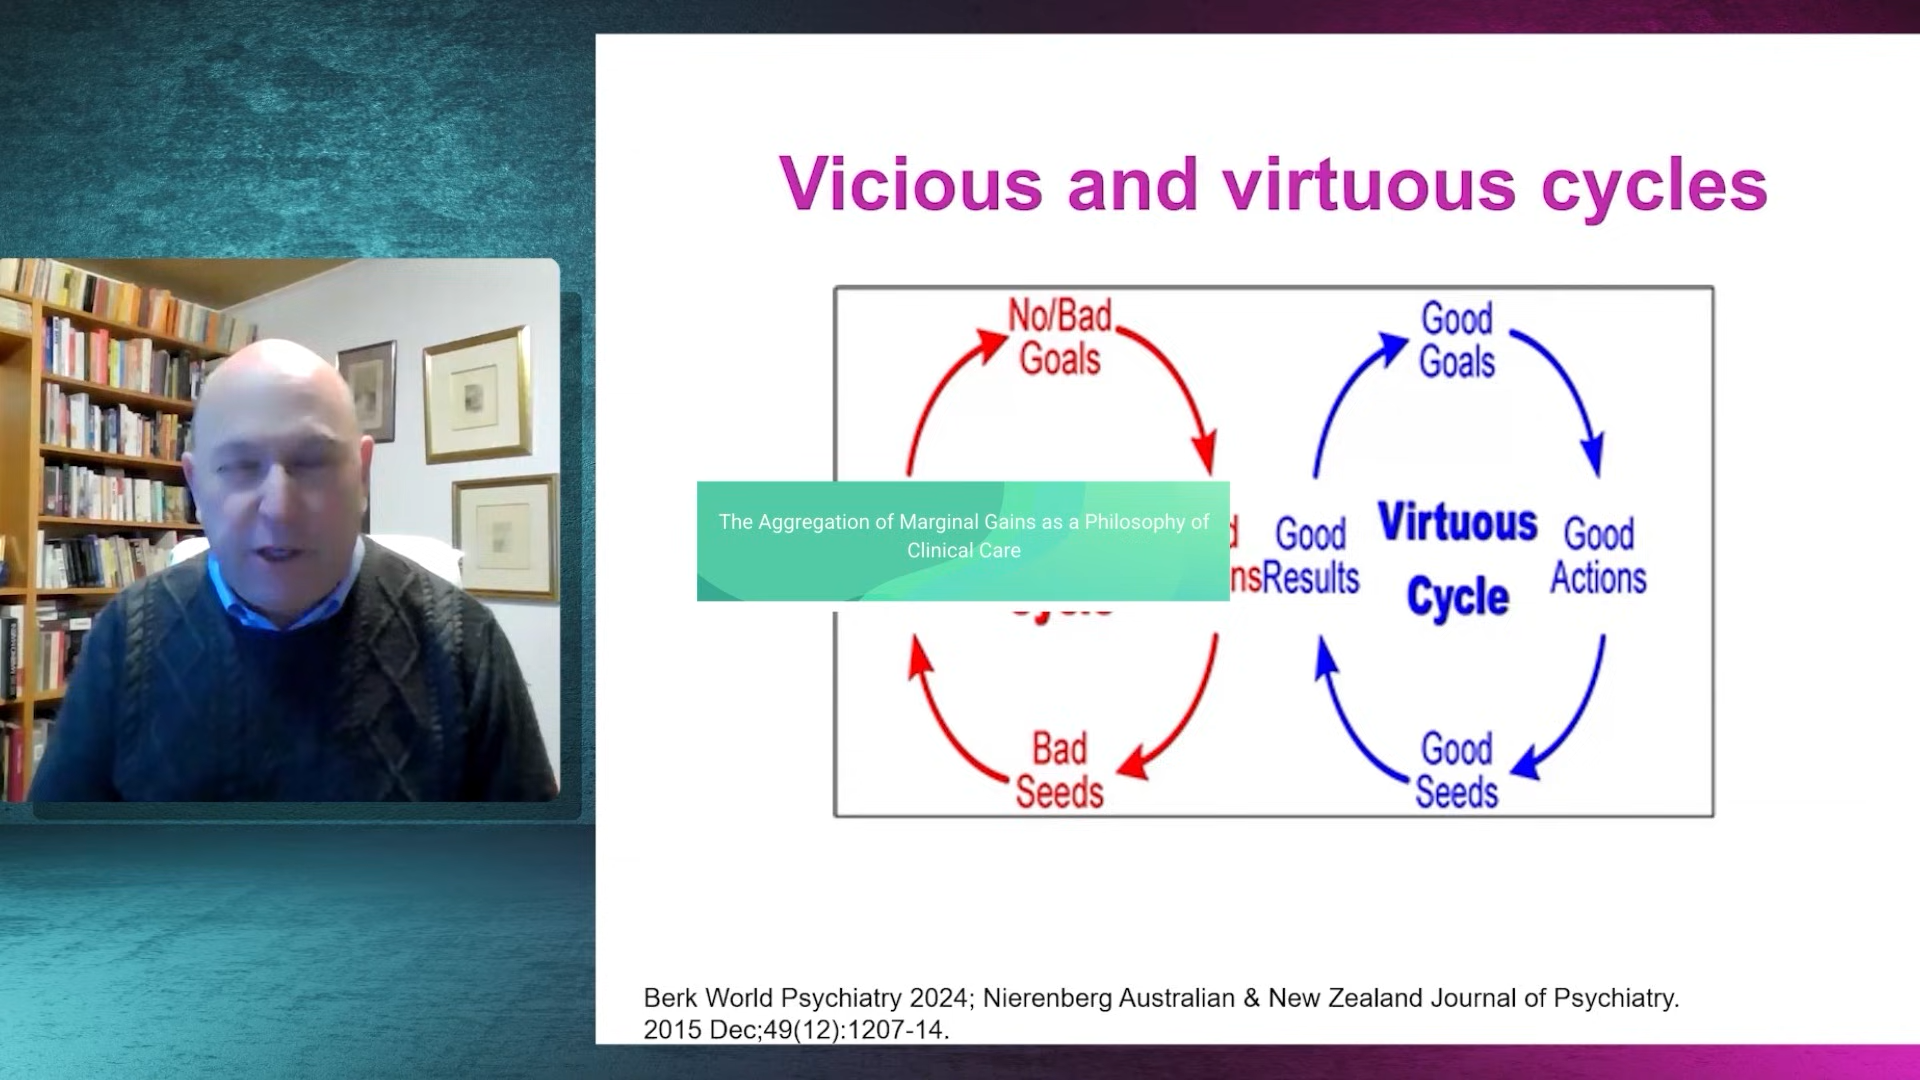 Vicious and virtuous cycles
No/Bad
Goals
Good
Goals
The Aggregation of Marginal Gains as a Philosophy of
Clinical Care
Good
Results
Virtuous
Cycle
Good
Actions
Bad
Seeds
Good
Seeds
Berk World Psychiatry 2024; Nierenberg Australian & New Zealand Journal of Psychiatry.
2015 Dec;49(12):1207-14.